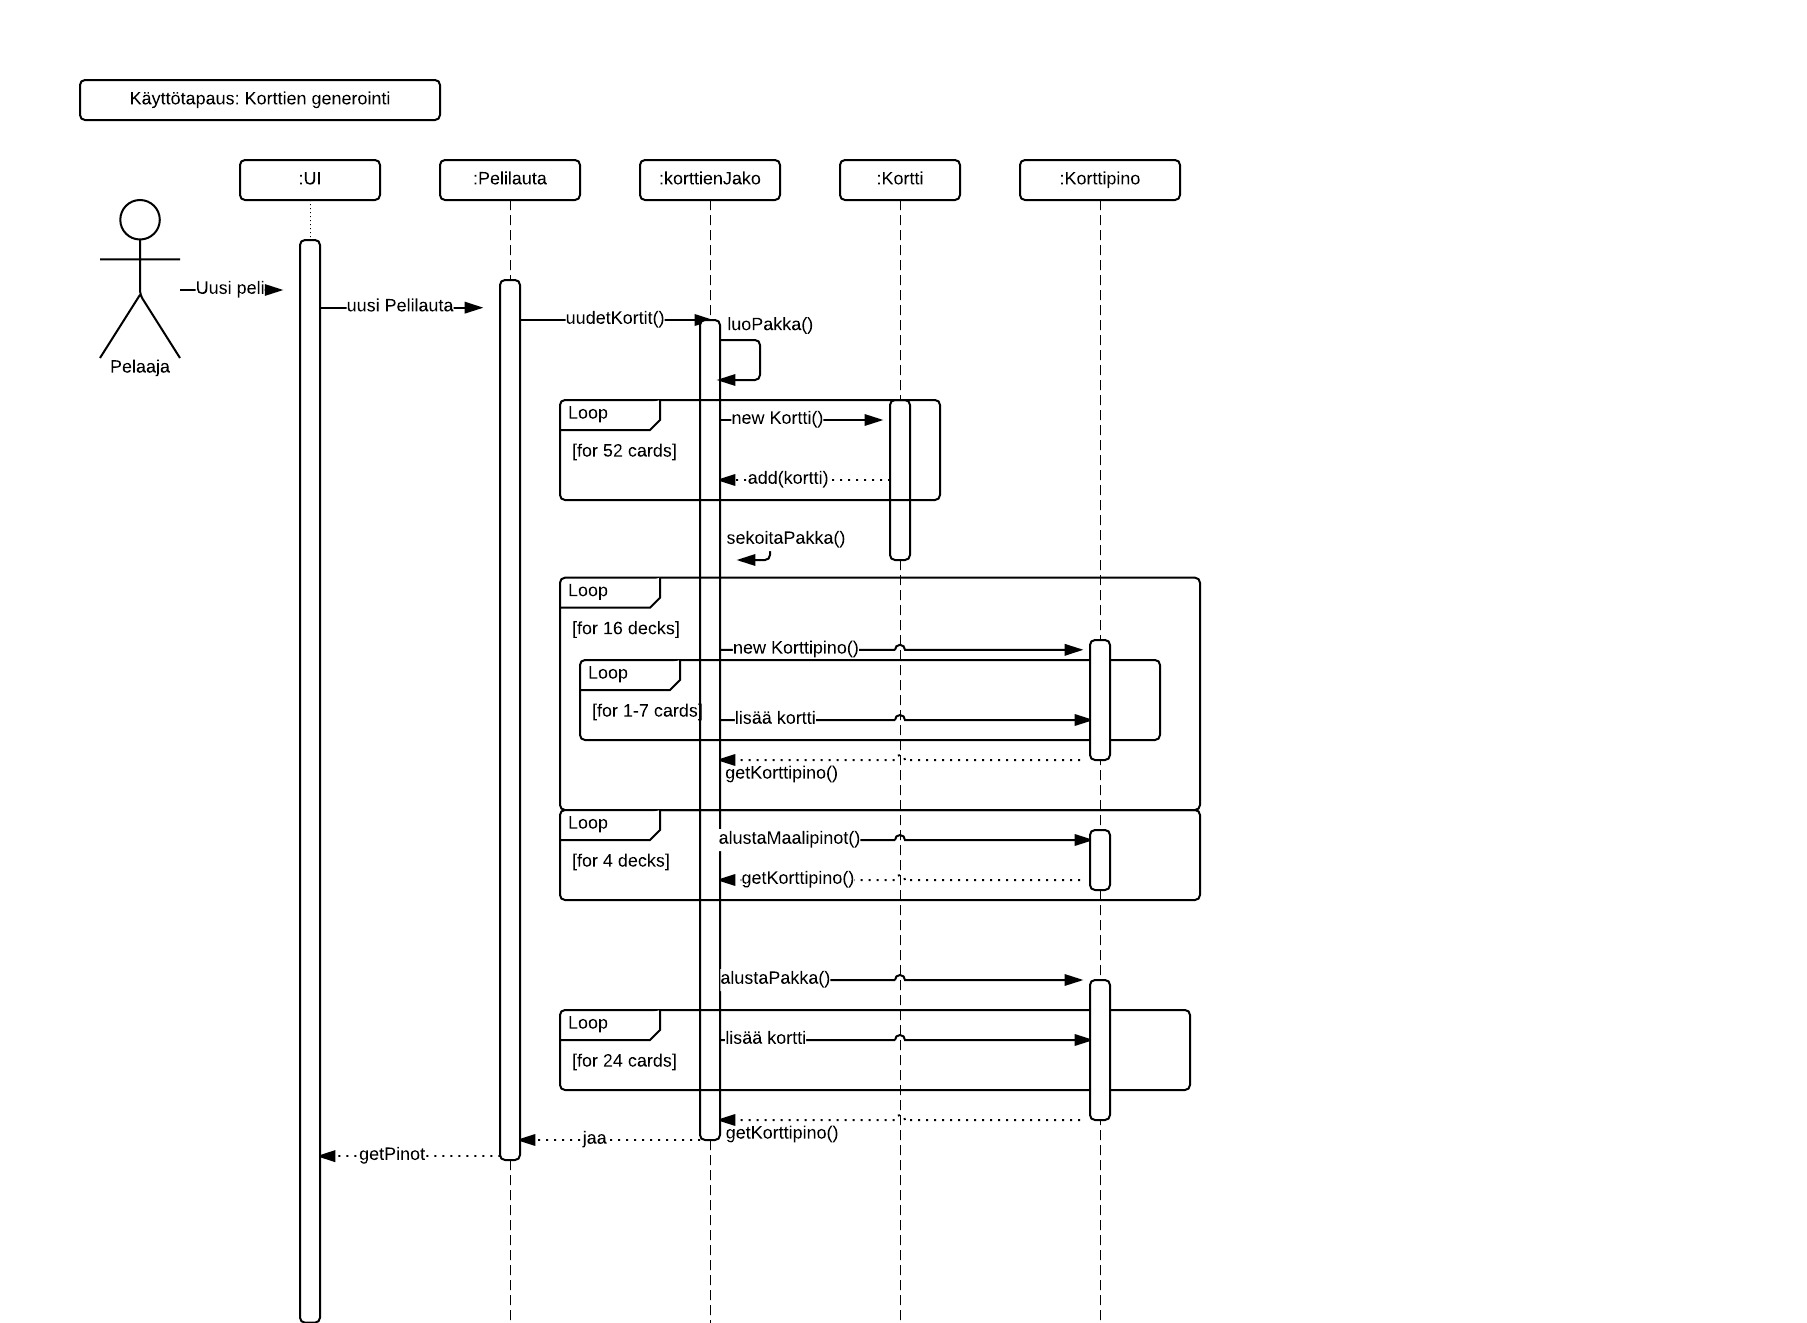 Käyttötapaus: Korttien generointi
:UI
:Pelilauta
:korttienJako
:Kortti
:Korttipino
Uusi peli
uusi Pelilauta
uudetKortit()
luoPakka()
Pelaaja
Loop
new Kortti()
[for 52 cards]
add(kortti)
sekoitaPakka()
Loop
[for 16 decks]
new Korttipino()
Loop
[for 1-7 cards]
lisää kortti
getKorttipino()
Loop
alustaMaalipinot()
[for 4 decks]
getKorttipino()
alustaPakka()
Loop
lisää kortti
[for 24 cards]
getKorttipino()
jaa
getPinot